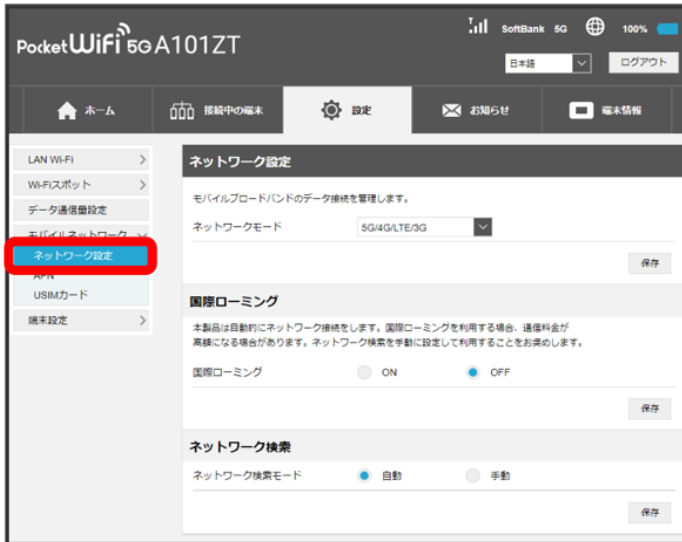 Pocket WiFi 5G A101ZT
SoftBank 5G 100%
日本語 ログアウト
ホーム 接続中の端末 設定 お知らせ 端末情報
LAN Wi-Fi
Wi-Fiスポット
データ通信量設定
モバイルネットワーク
ネットワーク設定
APN
USIMカード
端末設定
ネットワーク設定
モバイルブロードバンドのデータ接続を管理します。
ネットワークモード 5G/4G/LTE/3G
保存
国際ローミング
本製品は自動的にネットワーク接続をします。国際ローミングを利用する場合、通信料金が
高額になる場合があります。ネットワーク検索を手動に設定して利用することをお奨めします。
国際ローミング ON OFF
保存
ネットワーク検索
ネットワーク検索モード 自動 手動
保存